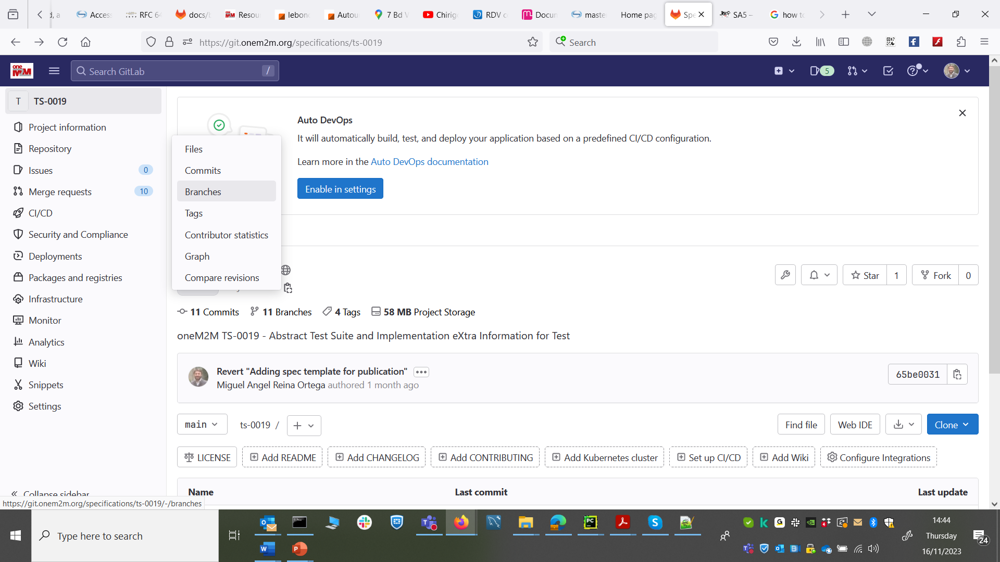 d, a
Access
RFC 64
docs/b
Resou
lebon
Autou
7 Bd V
Chirig
RDV c
Docun
maste
Home pag
Spe
SA5 –
how to
https://git.onem2m.org/specifications/ts-0019
Search
one
M2M
Search GitLab
/
5
T
TS-0019
Project information
Repository
Issues
0
Merge requests
10
CI/CD
Security and Compliance
Deployments
Packages and registries
Infrastructure
Monitor
Analytics
Wiki
Snippets
Settings
Collapse sidebar
https://git.onem2m.org/specifications/ts-0019/-/branches
Files
Commits
Branches
Tags
Contributor statistics
Graph
Compare revisions
Auto DevOps
It will automatically build, test, and deploy your application based on a predefined CI/CD configuration.
Learn more in the Auto DevOps documentation
Enable in settings
Star
1
Fork
0
11 Commits
11 Branches
4 Tags
58 MB Project Storage
oneM2M TS-0019 - Abstract Test Suite and Implementation eXtra Information for Test
Revert "Adding spec template for publication"
Miguel Angel Reina Ortega authored 1 month ago
65be0031
main
ts-0019 /
Find file
Web IDE
Clone
LICENSE
Add README
Add CHANGELOG
Add CONTRIBUTING
Add Kubernetes cluster
Set up CI/CD
Add Wiki
Configure Integrations
Name
Last commit
Last update
Type here to search
14:44
Thursday
16/11/2023
24